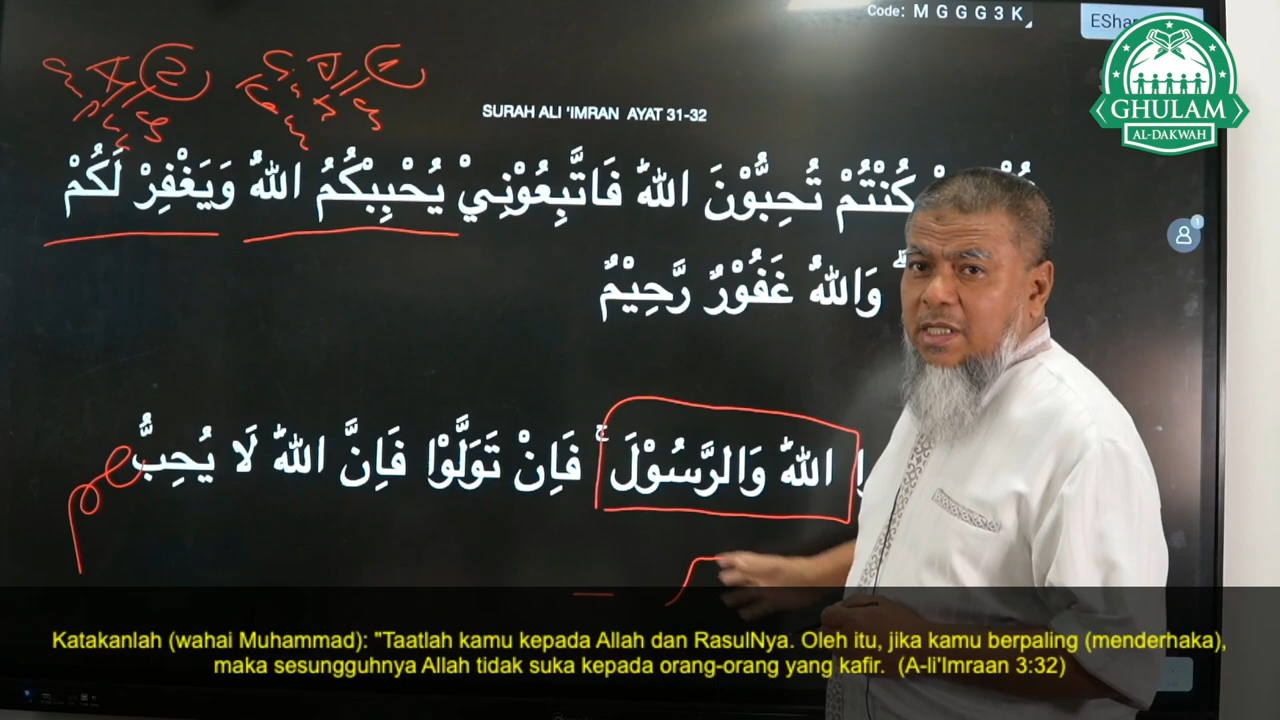 Code: M G G G 3 K
GHULAM
AL-DAKWAH
1
SURAH ALI 'IMRAN AYAT 31-32
كُنْتُمْ تُحِبُّوْنَ اللّٰهَ فَاتَّبِعُوْنِيْ يُحْبِبْكُمُ اللّٰهُ وَيَغْفِرْ لَكُمْ
وَاللّٰهُ غَفُوْرٌ رَّحِيْمٌ
اللّٰهَ وَالرَّسُوْلَ ۚ فَاِنْ تَوَلَّوْا فَاِنَّ اللّٰهَ لَا يُحِبُّ
Katakanlah (wahai Muhammad): "Taatlah kamu kepada Allah dan RasulNya. Oleh itu, jika kamu berpaling (menderhaka),
maka sesungguhnya Allah tidak suka kepada orang-orang yang kafir. (A-li'Imraan 3:32)